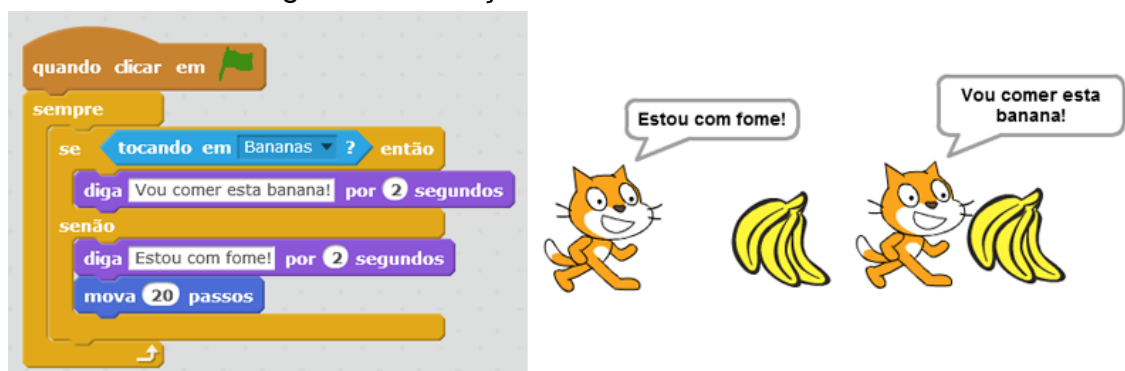 quando clicar em
sempre
se tocando em Bananas ? então
diga Vou comer esta banana! por 2 segundos
senão
diga Estou com fome! por 2 segundos
mova 20 passos
Estou com fome!
Vou comer esta
banana!